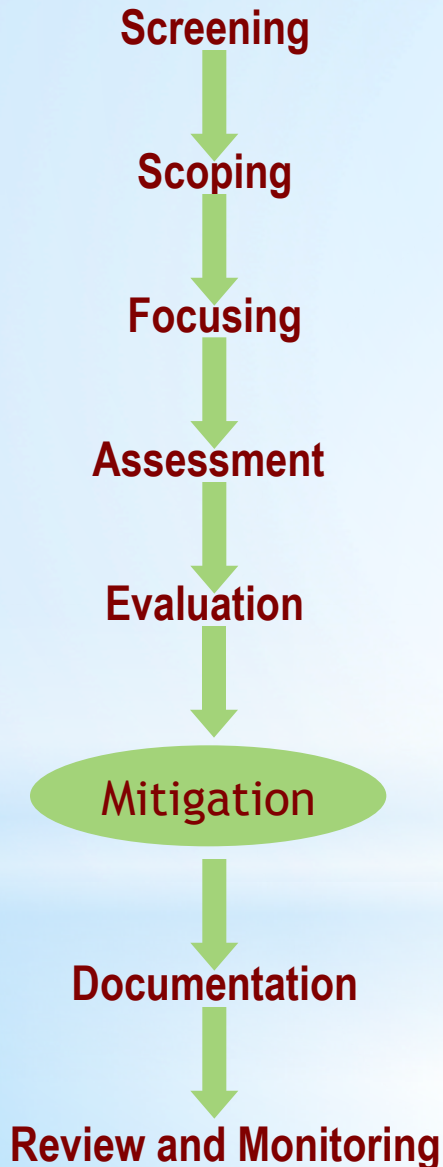 Screening
Scoping
Focusing
Assessment
Evaluation
Mitigation
Documentation
Review and Monitoring